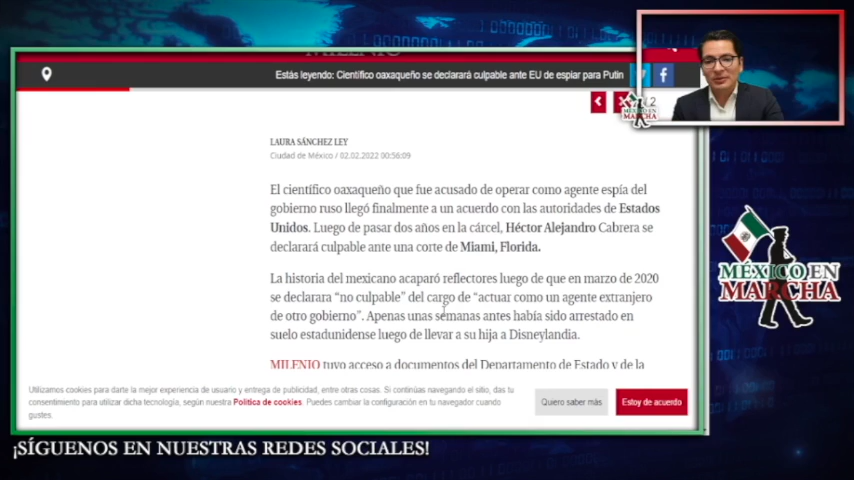 MILENIO
Estás leyendo: Científico oaxaqueño se declarará culpable ante EU de espiar para Putin
LAURA SÁNCHEZ LEY
Ciudad de México / 02.02.2022 00:56:09
El científico oaxaqueño que fue acusado de operar como agente espía del
gobierno ruso llegó finalmente a un acuerdo con las autoridades de Estados
Unidos. Luego de pasar dos años en la cárcel, Héctor Alejandro Cabrera se
declarará culpable ante una corte de Miami, Florida.
La historia del mexicano acaparó reflectores luego de que en marzo de 2020
se declarara “no culpable” del cargo de “actuar como un agente extranjero
de otro gobierno”. Apenas unas semanas antes había sido arrestado en
suelo estadunidense luego de llevar a su hija a Disneylandia.
MILENIO tuvo acceso a documentos del Departamento de Estado y de la
Utilizamos cookies para darte la mejor experiencia de usuario y entrega de publicidad, entre otras cosas. Si continúas navegando el sitio, das tu
consentimiento para utilizar dicha tecnología, según nuestra Política de cookies. Puedes cambiar la configuración en tu navegador cuando
gustes.
Quiero saber más
Estoy de acuerdo
MÉXICO EN
MARCHA
MÉXICO EN
MARCHA
¡SÍGUENOS EN NUESTRAS REDES SOCIALES!